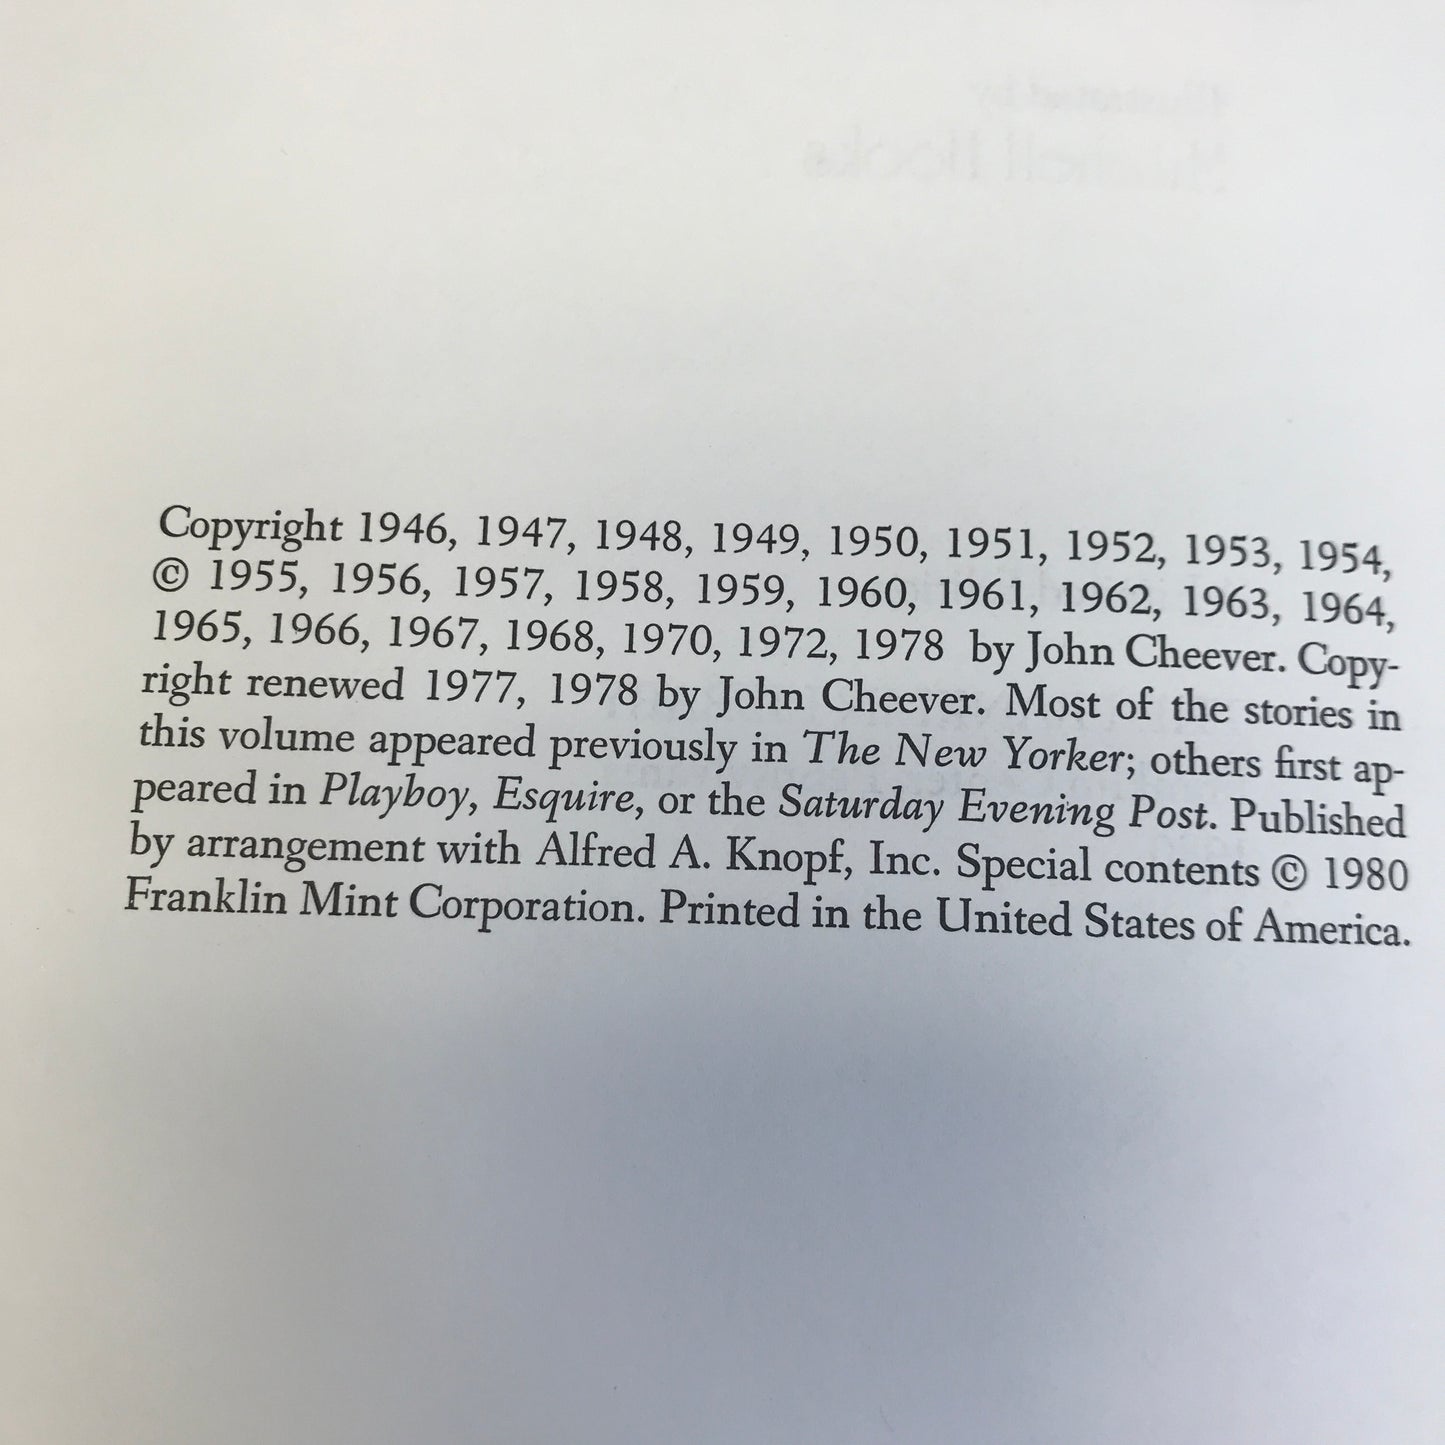 Copyright 1946, 1947, 1948, 1949, 1950, 1951, 1952, 1953, 1954,
© 1955, 1956, 1957, 1958, 1959, 1960, 1961, 1962, 1963, 1964,
1965, 1966, 1967, 1968, 1970, 1972, 1978 by John Cheever. Copy-
right renewed 1977, 1978 by John Cheever. Most of the stories in
this volume appeared previously in The New Yorker; others first ap-
peared in Playboy, Esquire, or the Saturday Evening Post. Published
by arrangement with Alfred A. Knopf, Inc. Special contents © 1980
Franklin Mint Corporation. Printed in the United States of America.